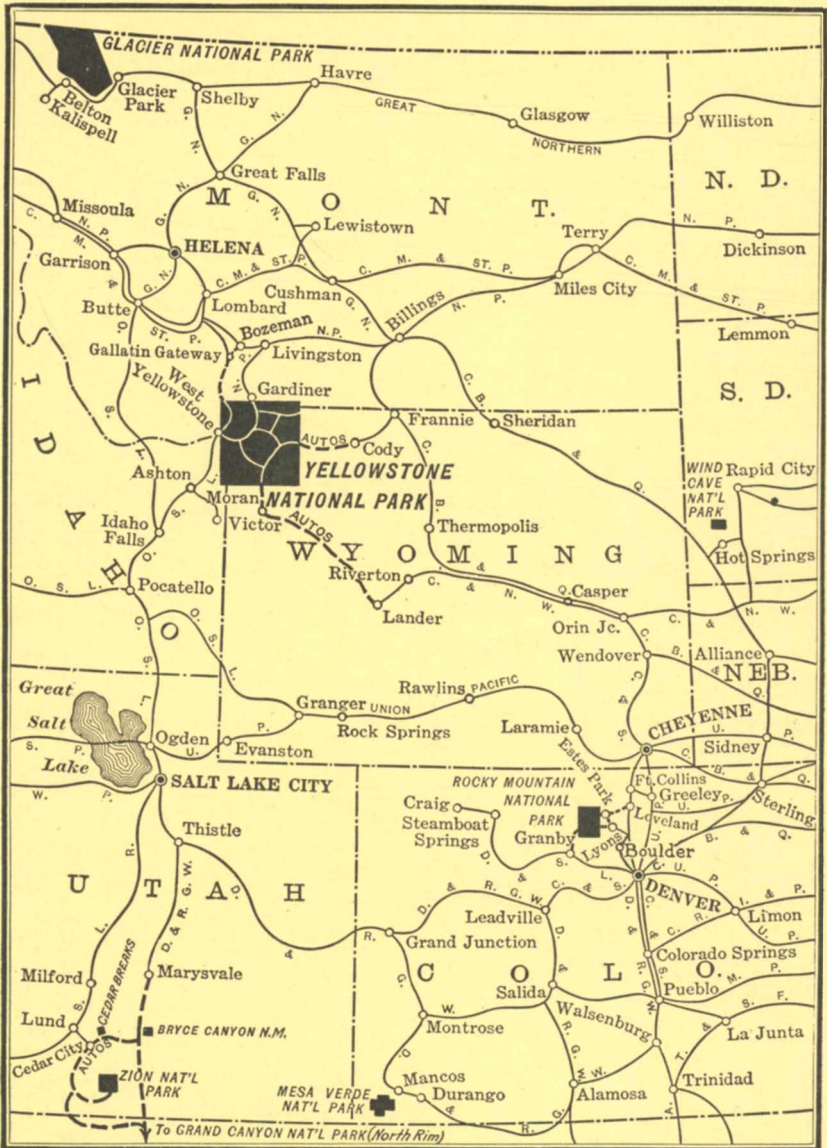 GLACIER NATIONAL PARK
Belton
Kalispell
Glacier
Park
Shelby
Havre
GREAT
NORTHERN
Glasgow
Williston
G. N.
G. N.
Great Falls
M O N T.
N. D.
Missoula
C. M. & ST. P.
N. P.
G. N.
G. N.
Lewistown
Terry
N. P.
Dickinson
HELENA
Garrison
G. N.
C. M. & ST. P.
Cushman
C. M. & ST. P.
Miles City
C. M. & ST. P.
Butte
Lombard
G. N.
Billings
N. P.
Lemmon
Bozeman
N. P.
Gallatin Gateway
Livingston
N. P.
West
Yellowstone
Gardiner
S. D.
I D A H O
O. S. L.
Frannie
C. B. & Q.
Sheridan
AUTOS
Cody
Ashton
YELLOWSTONE
NATIONAL PARK
WIND
CAVE
NAT'L
PARK
Rapid City
Moran
Victor
AUTOS
Idaho
Falls
C. B. & Q.
Thermopolis
Hot Springs
W Y O M I N G
O. S. L.
Pocatello
Riverton
C. & N. W.
Casper
Lander
Orin Jc.
C. & N. W.
O. S. L.
O. S. L.
Wendover
C. & S.
B. & Q.
Alliance
NEB.
Great
Salt
Lake
Granger
UNION
PACIFIC
Rawlins
Rock Springs
Laramie
CHEYENNE
S. P.
Ogden
U. P.
Evanston
U. P.
Sidney
C. B. & Q.
W. P.
SALT LAKE CITY
Estes Park
ROCKY MOUNTAIN
NATIONAL
PARK
Ft. Collins
Greeley
U. P.
Loveland
Sterling
Craig
Steamboat
Springs
Granby
Lyons
Boulder
B. & Q.
Thistle
D. & S. L.
U. P.
C. & S.
DENVER
U T A H
D. & R. G. W.
D. & R. G. W.
D. & R. G. W.
Leadville
C. R. I. & P.
Limon
U. P.
Grand Junction
Colorado Springs
C O L O.
Milford
L.
CEDAR BREAKS
Marysvale
Salida
Pueblo
M. P.
Lund
BRYCE CANYON N.M.
Montrose
Walsenburg
La Junta
Cedar City
AUTOS
ZION NAT'L
PARK
Mancos
Durango
MESA VERDE
NAT'L PARK
Alamosa
Trinidad
A. T. & S. F.
D. & R. G. W.
To GRAND CANYON NAT'L PARK (North Rim)